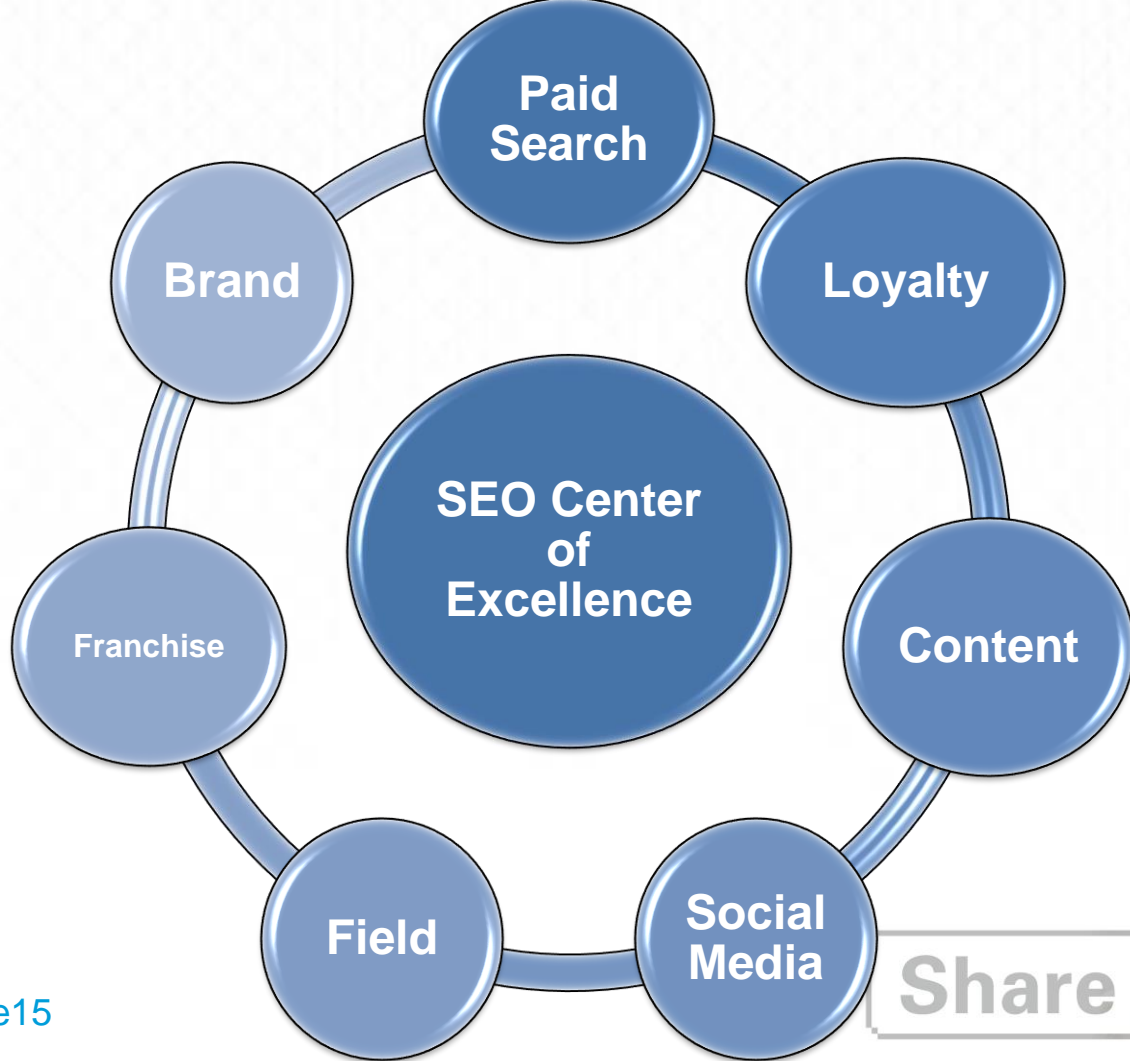 Paid
Search
Brand
Loyalty
SEO Center
of
Excellence
Franchise
Content
Field
Social
Media
Share
e15